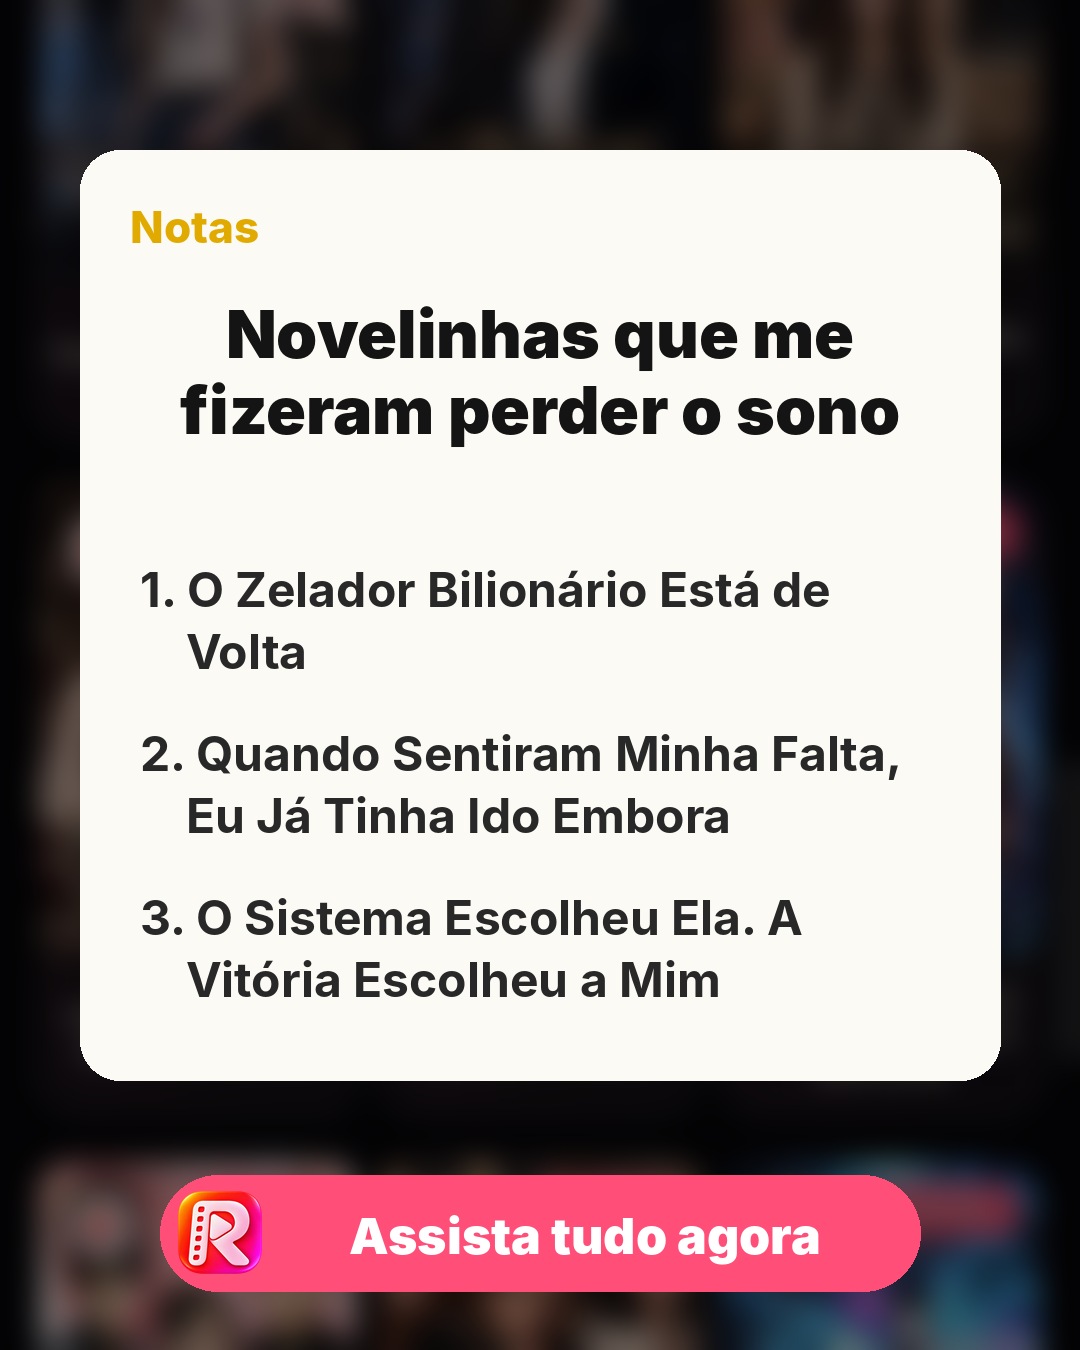 Notas
Novelinhas que me
fizeram perder o sono
1. O Zelador Bilionário Está de
Volta
2. Quando Sentiram Minha Falta,
Eu Já Tinha Ido Embora
3. O Sistema Escolheu Ela. A
Vitória Escolheu a Mim
R
Assista tudo agora